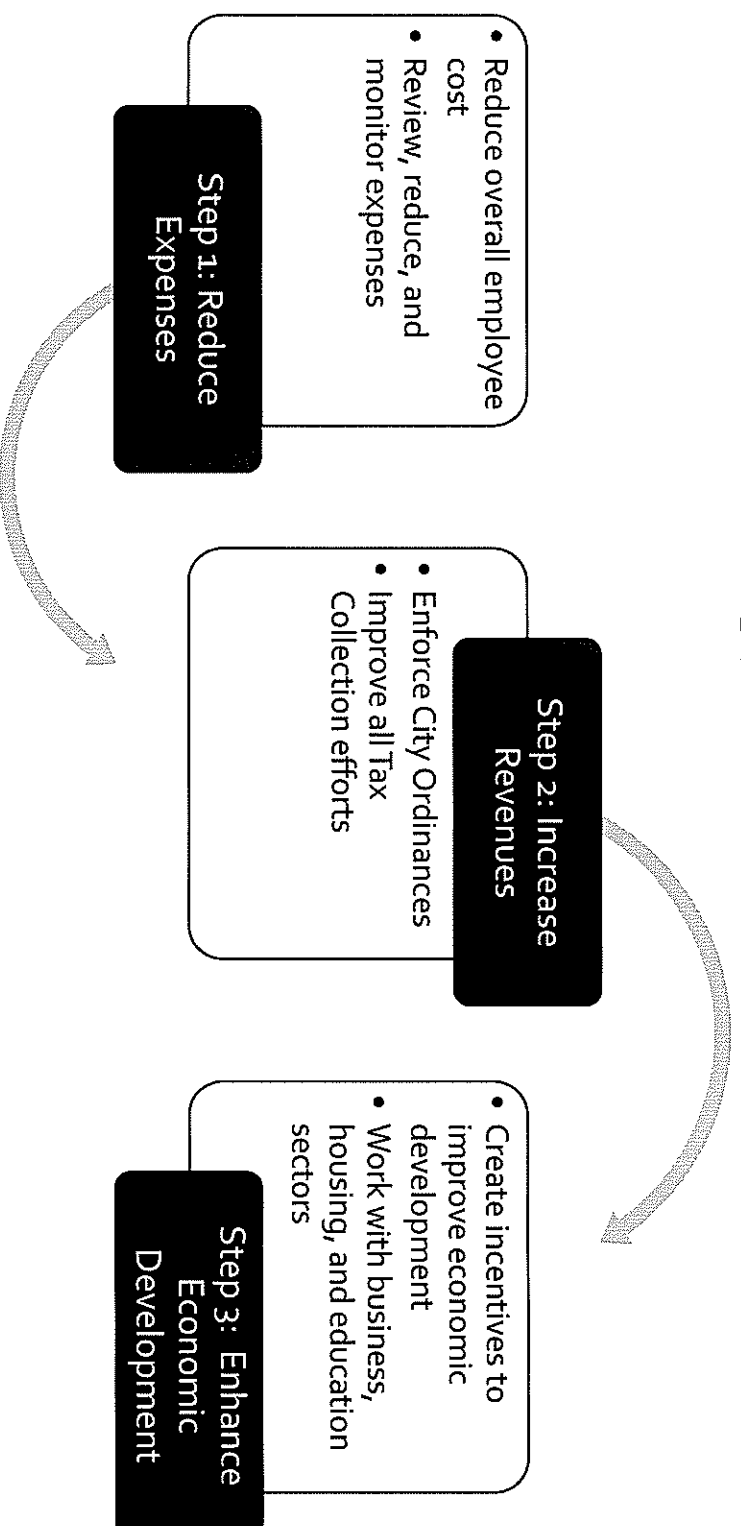 • Reduce overall employee
cost
• Review, reduce, and
monitor expenses
Step 1: Reduce
Expenses
Step 2: Increase
Revenues
• Enforce City Ordinances
• Improve all Tax
Collection efforts
• Create incentives to
improve economic
development
• Work with business,
housing, and education
sectors
Step 3: Enhance
Economic
Development